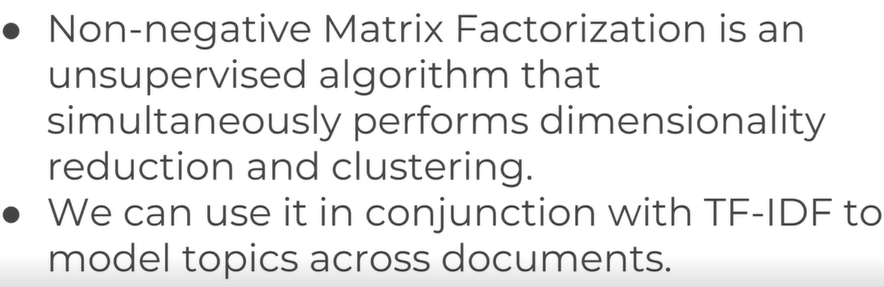 ● Non-negative Matrix Factorization is an
unsupervised algorithm that
simultaneously performs dimensionality
reduction and clustering.
● We can use it in conjunction with TF-IDF to
model topics across documents.